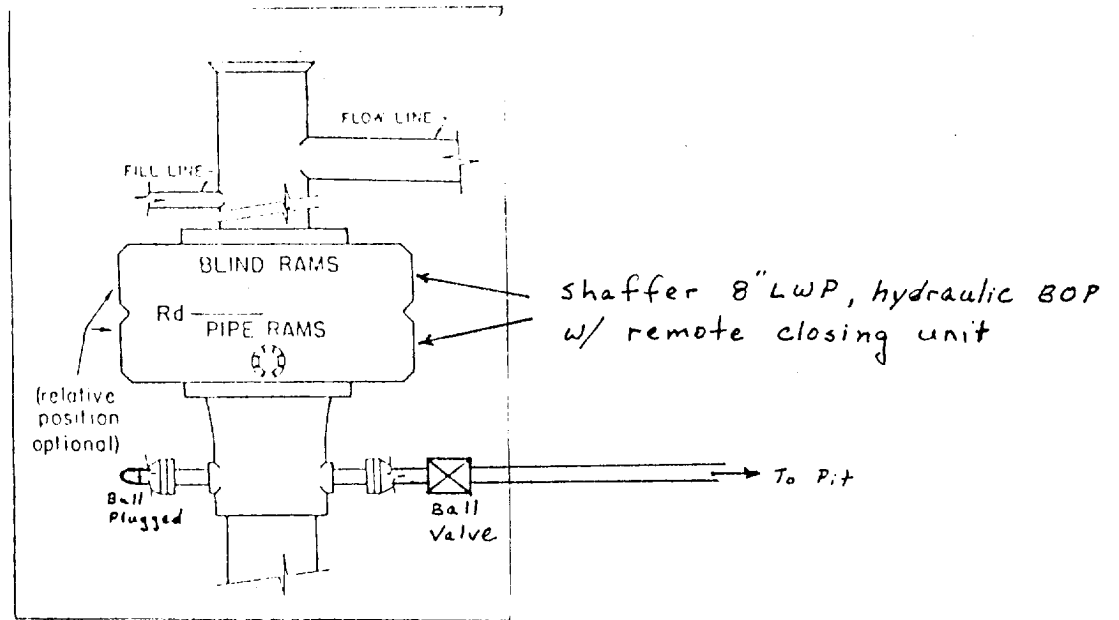 FLOW LINE
FILL LINE
BLIND RAMS
Rd
PIPE RAMS
shaffer 8" LWP, hydraulic BOP
w/ remote closing unit
(relative
position
optional)
Ball
Plugged
Ball
Valve
To Pit